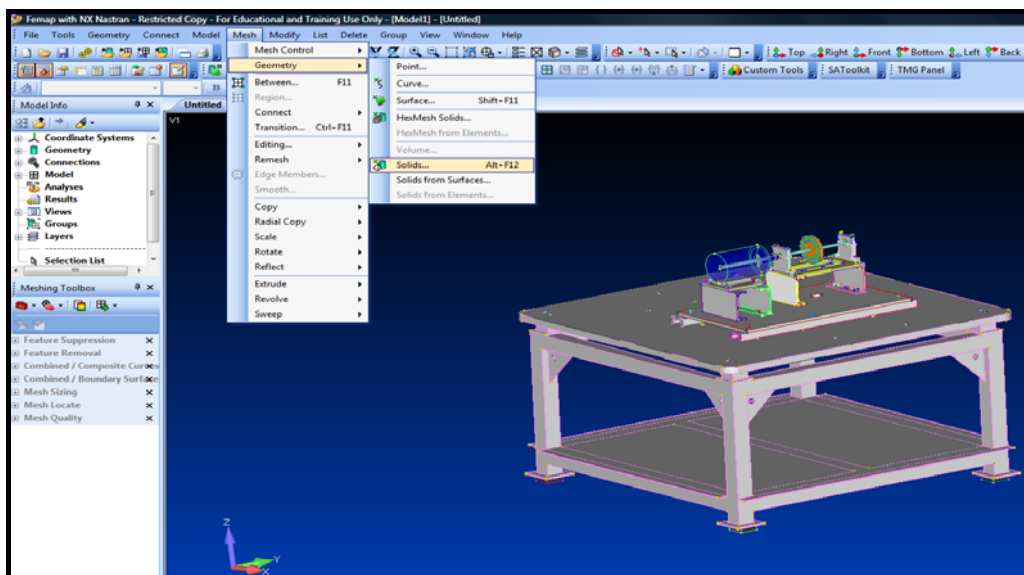 Femap with NX Nastran - Restricted Copy - For Educational and Training Use Only - [Model1] - [Untitled]
File Tools Geometry Connect Model Mesh Modify List Delete Group View Window Help
Top Right Front Bottom Left Back
Custom Tools SAToolkit TMG Panel
Mesh Control
Geometry
Between... F11
Region...
Connect
Transition... Ctrl+F11
Editing...
Remesh
Edge Members...
Smooth...
Copy
Radial Copy
Scale
Rotate
Reflect
Extrude
Revolve
Sweep
Point...
Curve...
Surface... Shift+F11
HexMesh Solids...
HexMesh from Elements...
Volume...
Solids... Alt+F12
Solids from Surfaces...
Solids from Elements...
Model Info
Coordinate Systems
Geometry
Connections
Model
Analyses
Results
Views
Groups
Layers
Selection List
Meshing Toolbox
Feature Suppression
Feature Removal
Combined / Composite Curves
Combined / Boundary Surface
Mesh Sizing
Mesh Locate
Mesh Quality
Untitled
V1
Z
Y
X